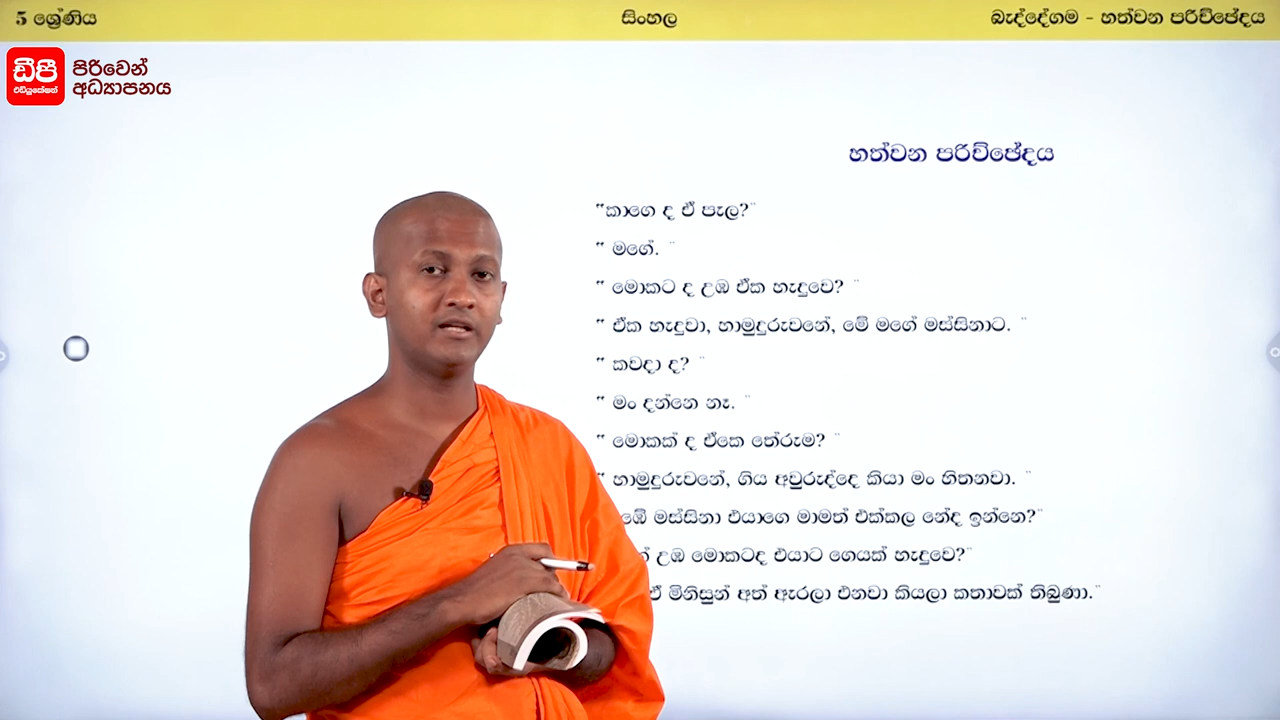 5 ශ්‍රේණිය
සිංහල
බැද්දේගම - හත්වන පරිච්ඡේදය
ඩීපී
එඩියුකේෂන්
පිරිවෙන්
අධ්‍යාපනය
හත්වන පරිච්ඡේදය
"කාගෙ ද ඒ පැල?"
" මගේ. "
" මොකට ද උඹ ඒක හැදුවෙ? "
" ඒක හැදුවා, හාමුදුරුවනේ, මේ මගේ මස්සිනාට. "
" කවදා ද? "
" මං දන්නෙ නෑ. "
" මොකක් ද ඒකෙ තේරුම? "
" හාමුදුරුවනේ, ගිය අවුරුද්දෙ කියා මං හිතනවා. "
මස්සිනා එයාගෙ මාමත් එක්කල නේද ඉන්නෙ?"
උඹ මොකටද එයාට ගෙයක් හැදුවෙ?"
ඒ මිනිසුන් අත් ඇරලා එනවා කියලා කතාවක් තිබුණා."